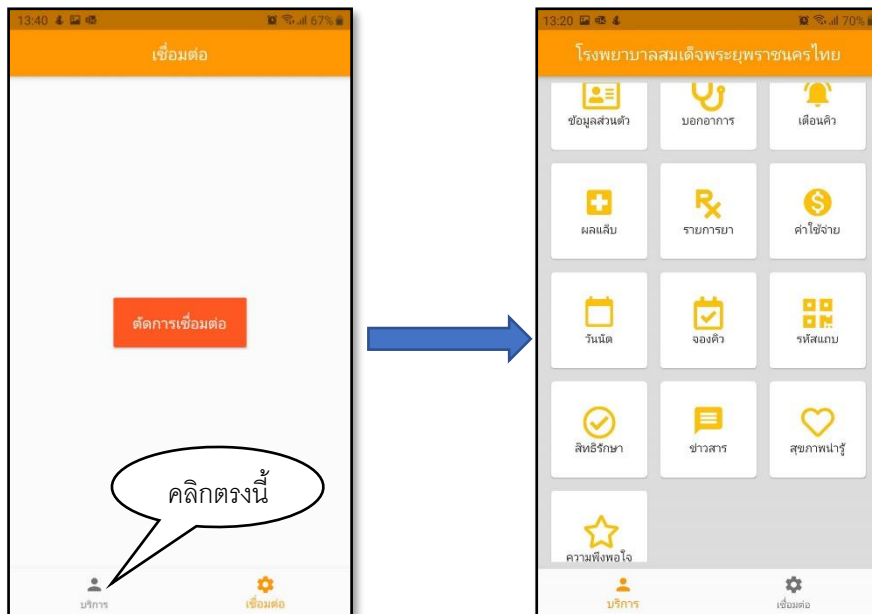 13:40
67%
เชื่อมต่อ
ตัดการเชื่อมต่อ
คลิกตรงนี้
บริการ
เชื่อมต่อ
13:20
70%
โรงพยาบาลสมเด็จพระยุพราชนครไทย
ข้อมูลส่วนตัว
บอกอาการ
เตือนคิว
ผลแล็บ
รายการยา
ค่าใช้จ่าย
วันนัด
จองคิว
รหัสแถบ
สิทธิรักษา
ข่าวสาร
สุขภาพน่ารู้
ความพึงพอใจ
บริการ
เชื่อมต่อ